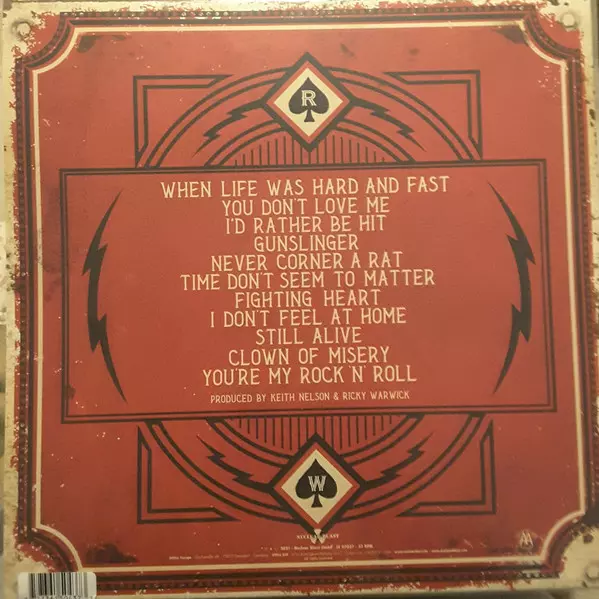 R
WHEN LIFE WAS HARD AND FAST
YOU DON'T LOVE ME
I'D RATHER BE HIT
GUNSLINGER
NEVER CORNER A RAT
TIME DON'T SEEM TO MATTER
FIGHTING HEART
I DON'T FEEL AT HOME
STILL ALIVE
CLOWN OF MISERY
YOU'RE MY ROCK 'N' ROLL
PRODUCED BY KEITH NELSON & RICKY WARWICK
W
NUCLEAR BLAST